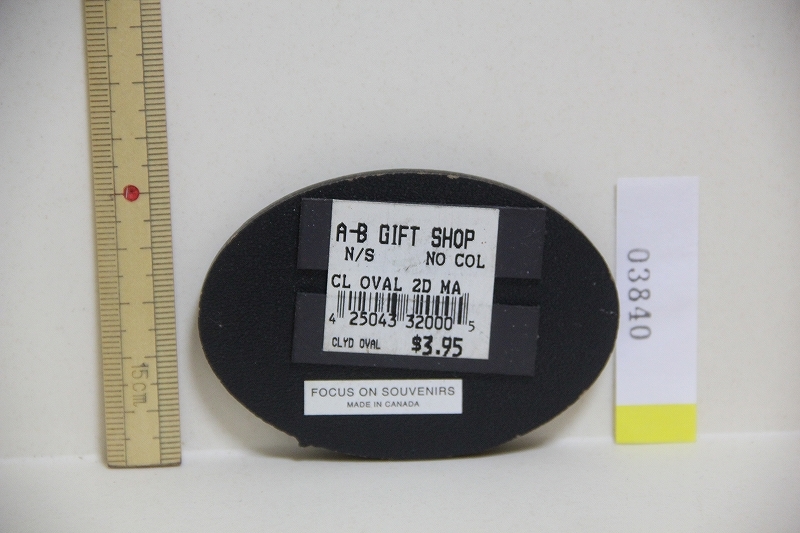 A-B GIFT SHOP
N/S NO COL
CL OVAL 2D MA
4 25043 32000 5
CLYD OVAL $3.95
FOCUS ON SOUVENIRS
MADE IN CANADA
15cm
03840